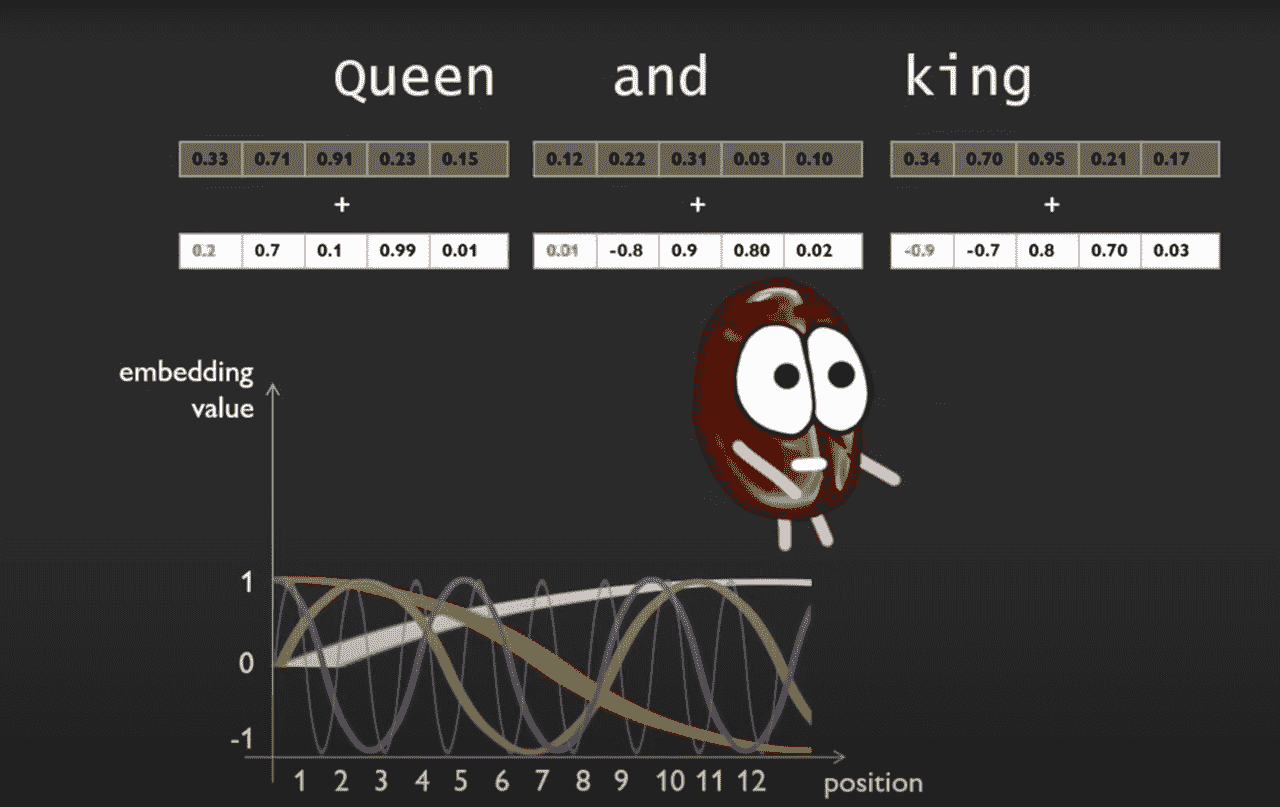 Queen and king
0.33 0.71 0.91 0.23 0.15 0.12 0.22 0.31 0.03 0.10 0.34 0.70 0.95 0.21 0.17
+ + +
0.2 0.7 0.1 0.99 0.01 0.01 -0.8 0.9 0.80 0.02 -0.9 -0.7 0.8 0.70 0.03
embedding
value
1
0
-1
1 2 3 4 5 6 7 8 9 10 11 12 position